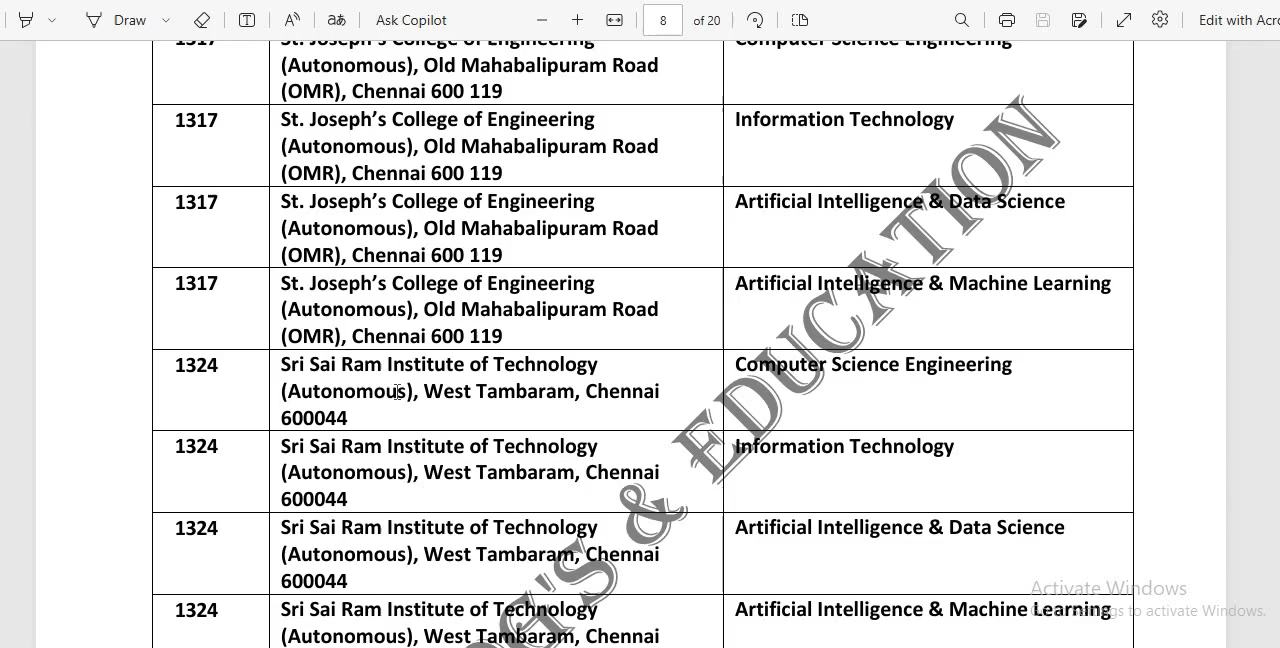 Draw
aあ
Ask Copilot
8 of 20
Edit with Acro
1317 St. Joseph's College of Engineering Computer Science Engineering
(Autonomous), Old Mahabalipuram Road
(OMR), Chennai 600 119
1317 St. Joseph’s College of Engineering Information Technology
(Autonomous), Old Mahabalipuram Road
(OMR), Chennai 600 119
1317 St. Joseph’s College of Engineering Artificial Intelligence & Data Science
(Autonomous), Old Mahabalipuram Road
(OMR), Chennai 600 119
1317 St. Joseph’s College of Engineering Artificial Intelligence & Machine Learning
(Autonomous), Old Mahabalipuram Road
(OMR), Chennai 600 119
1324 Sri Sai Ram Institute of Technology Computer Science Engineering
(Autonomous), West Tambaram, Chennai
600044
1324 Sri Sai Ram Institute of Technology Information Technology
(Autonomous), West Tambaram, Chennai
600044
1324 Sri Sai Ram Institute of Technology Artificial Intelligence & Data Science
(Autonomous), West Tambaram, Chennai
600044
1324 Sri Sai Ram Institute of Technology Artificial Intelligence & Machine Learning
(Autonomous), West Tambaram, Chennai
& EDUCATION
Activate Windows
to activate Windows.